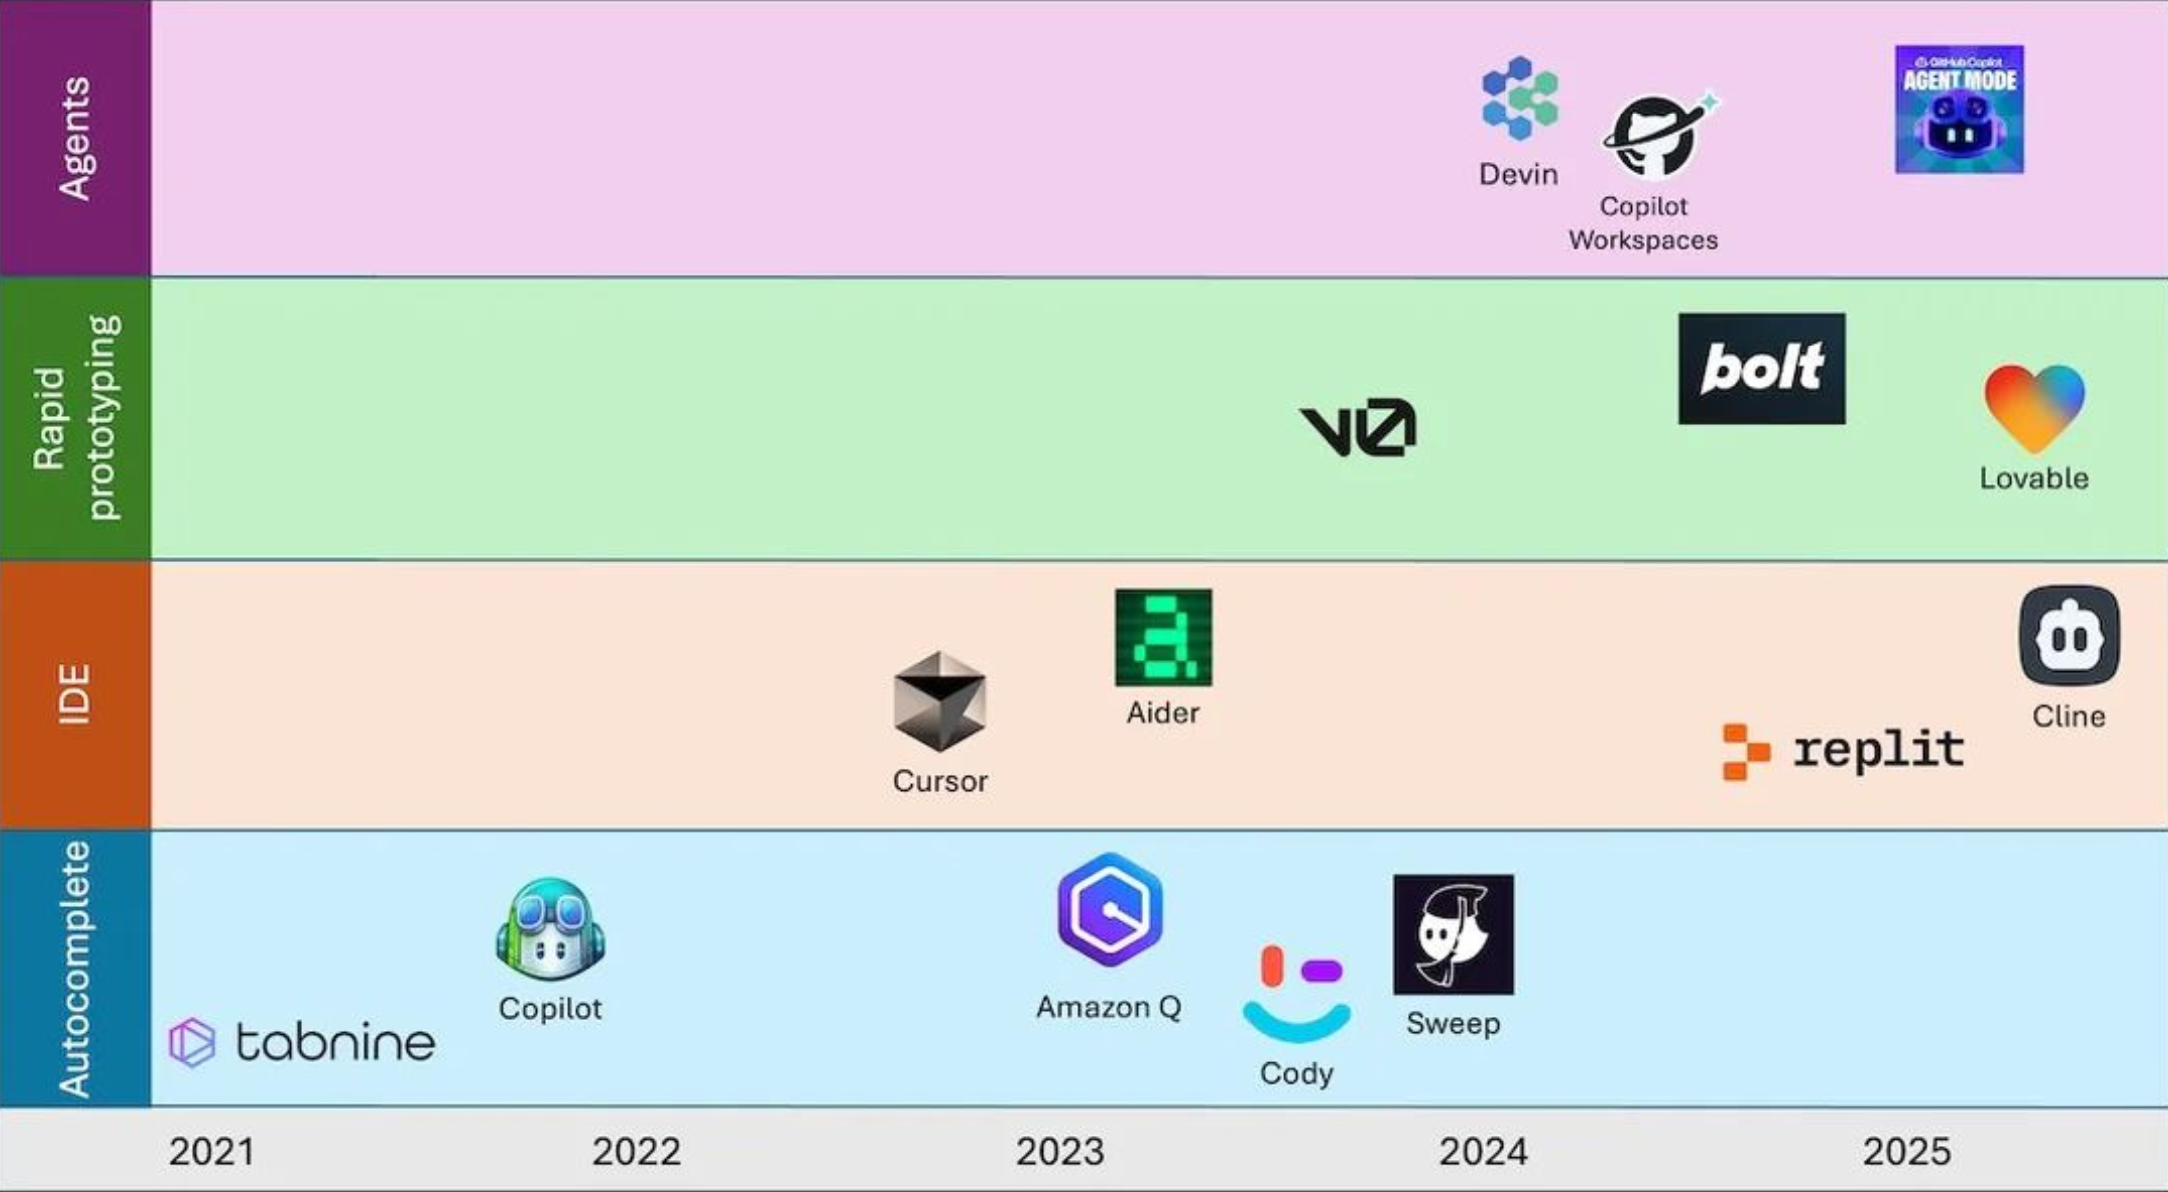 Agents
Devin
Copilot
Workspaces
GitHub Copilot
AGENT MODE
Rapid
prototyping
v0
bolt
Lovable
IDE
Cursor
a
Aider
replit
Cline
Autocomplete
tabnine
Copilot
Amazon Q
Cody
Sweep
2021
2022
2023
2024
2025